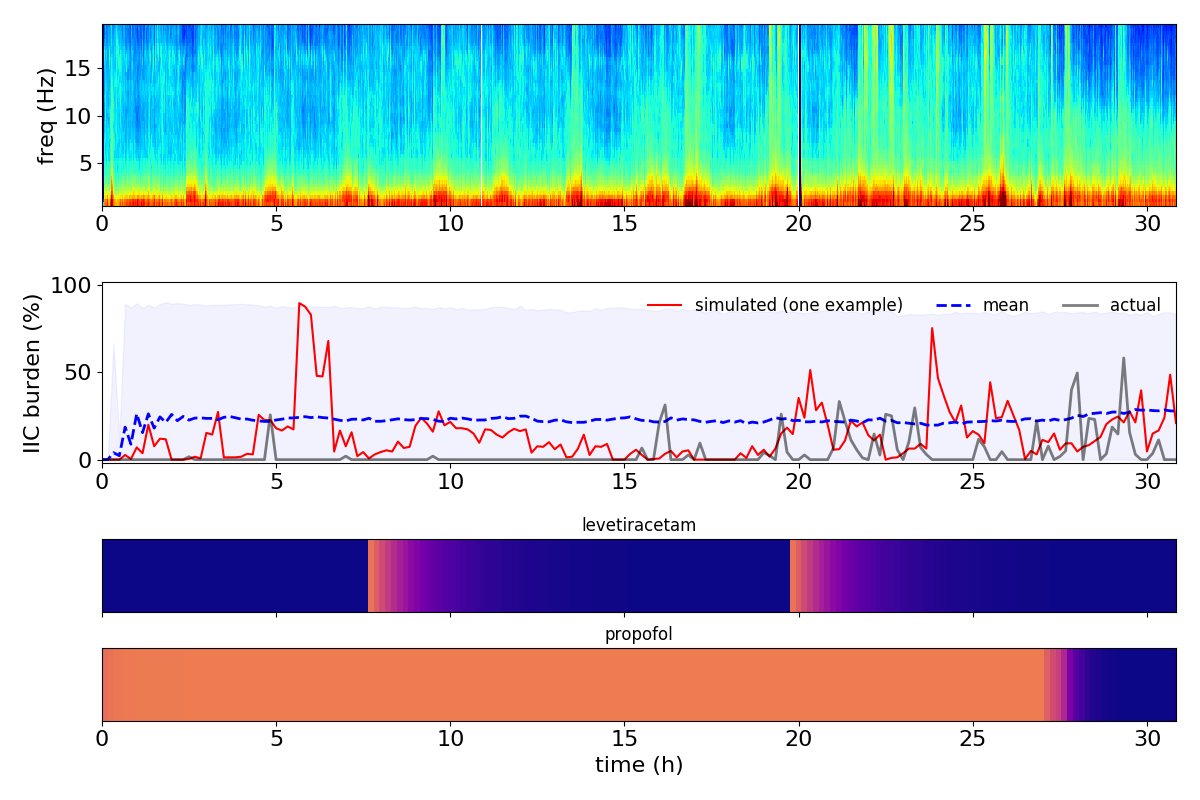 freq (Hz)
15
10
5
0 5 10 15 20 25 30
IIC burden (%)
100
50
0
simulated (one example) mean actual
0 5 10 15 20 25 30
levetiracetam
propofol
0 5 10 15 20 25 30
time (h)